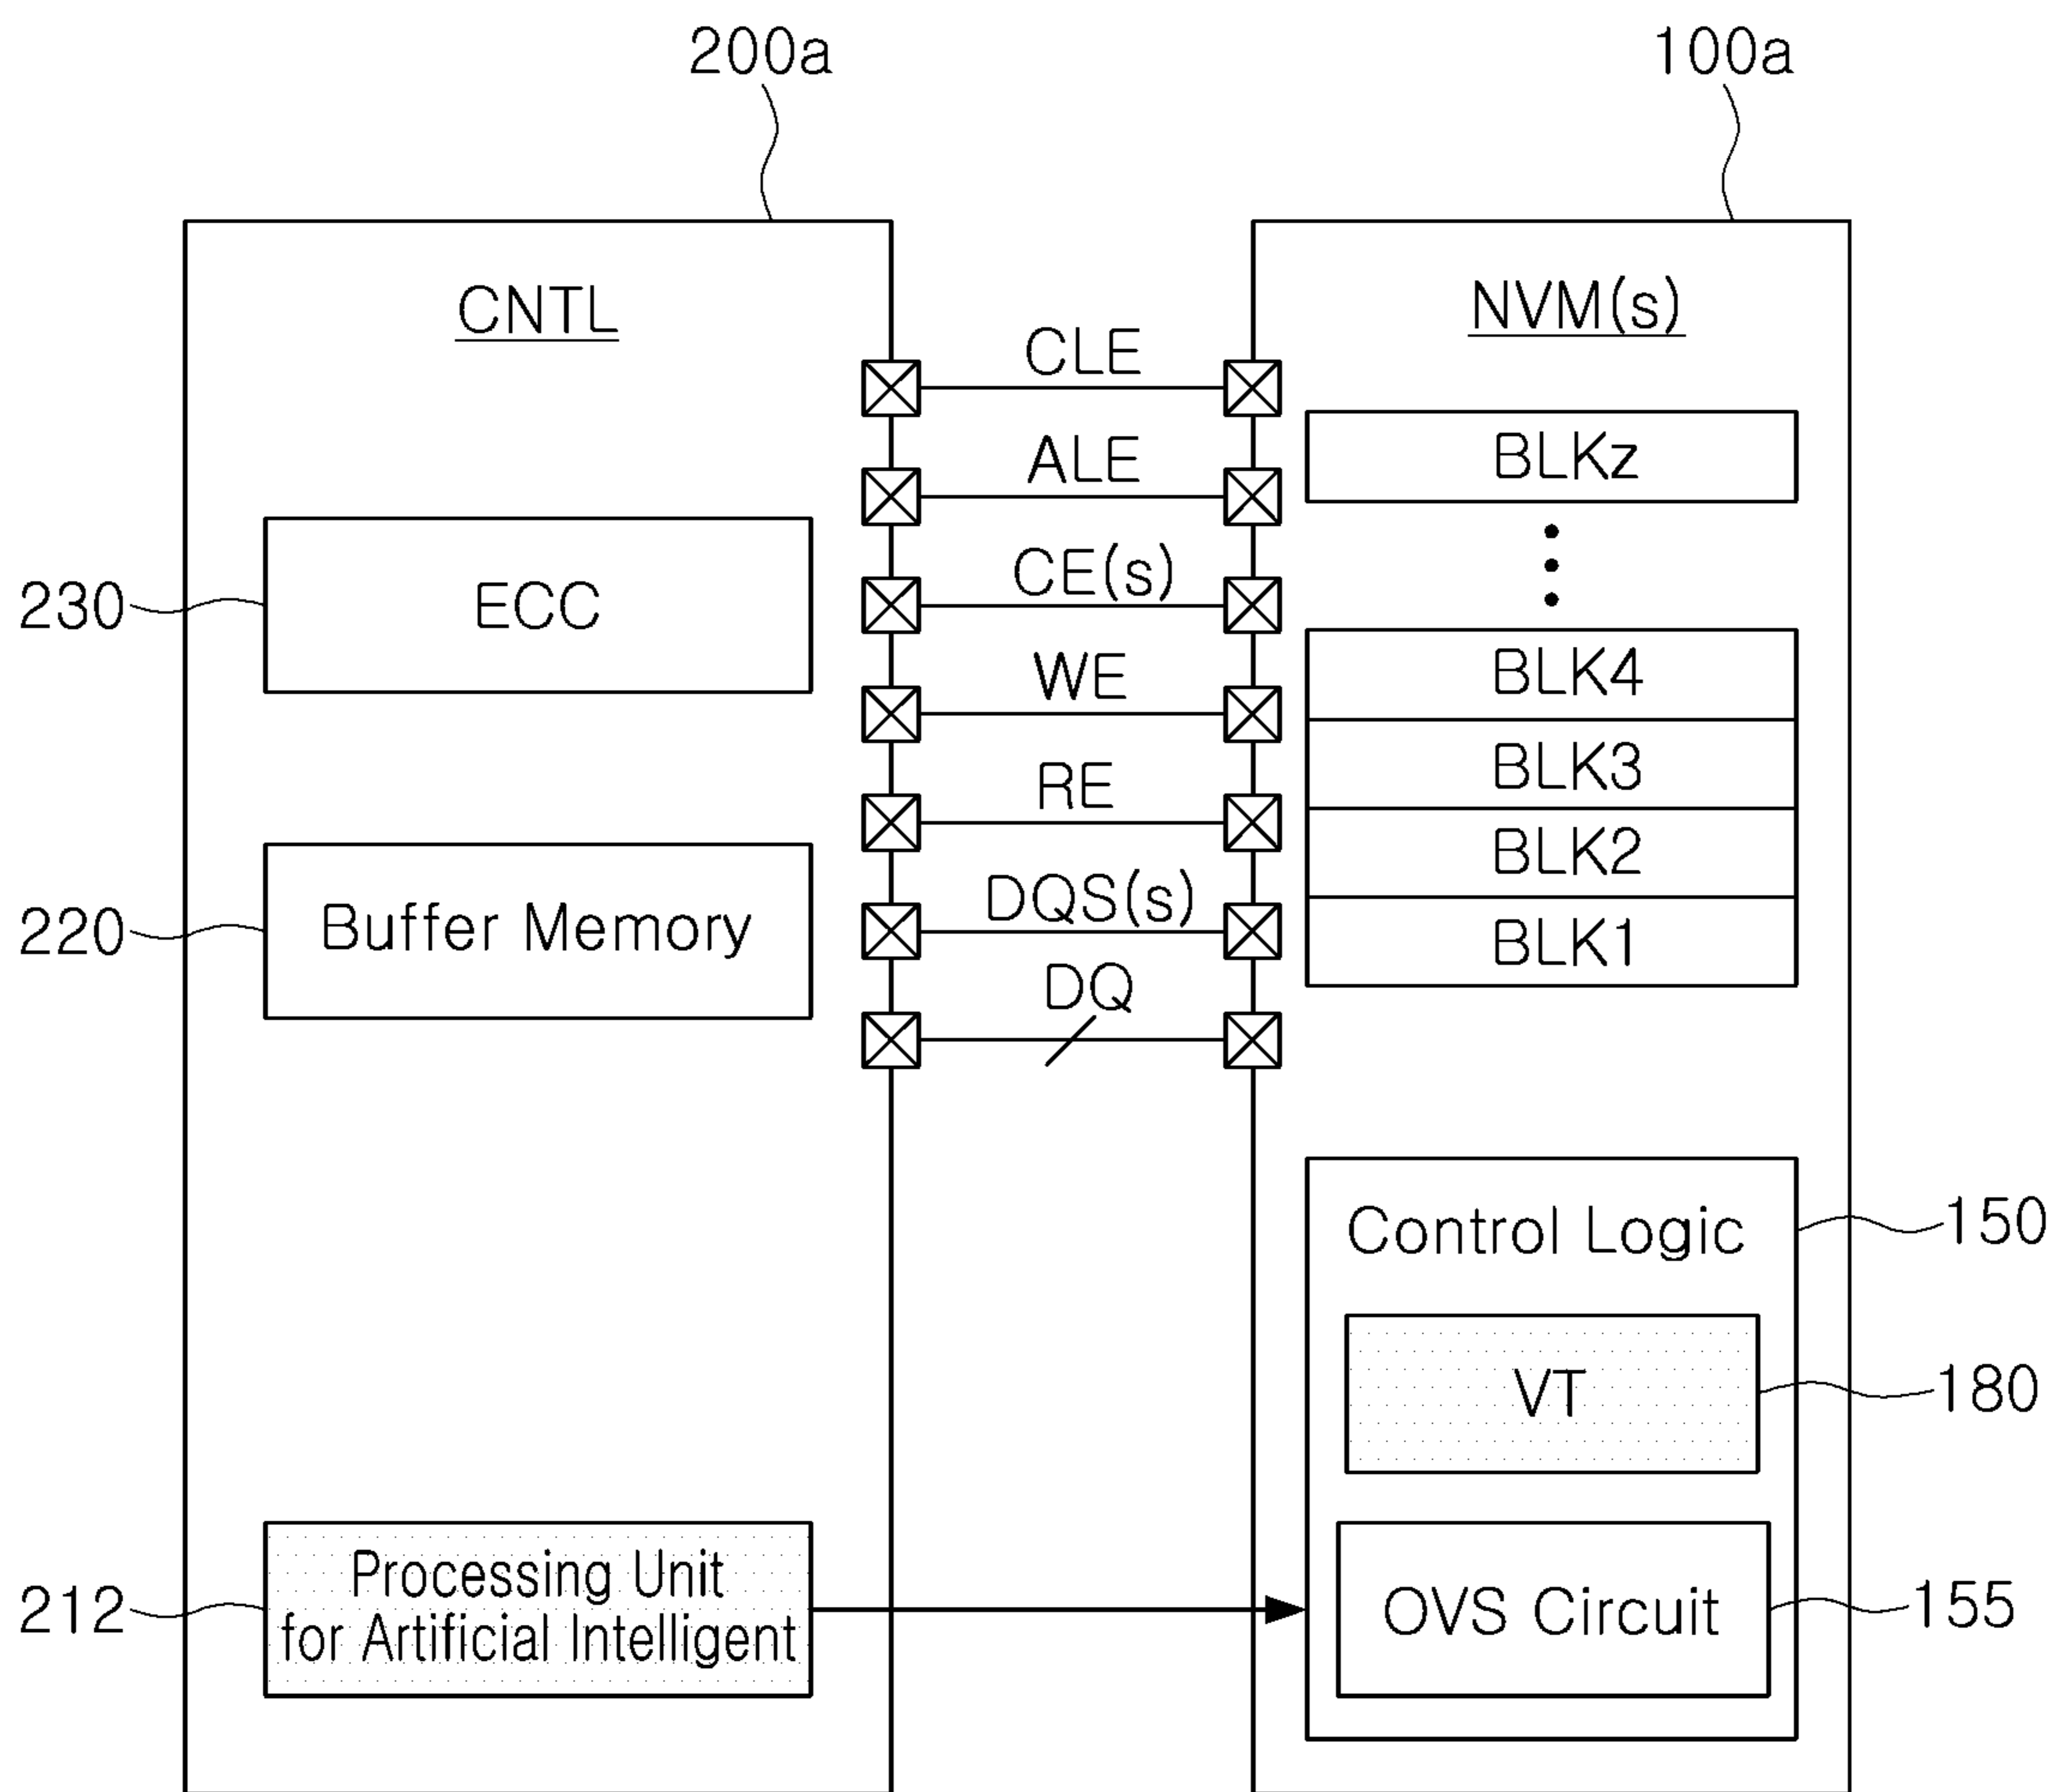 200a
100a
CNTL
NVM(s)
CLE
ALE
CE(s)
WE
RE
DQS(s)
DQ
230
ECC
220
Buffer Memory
212
Processing Unit
for Artificial Intelligent
BLKz
BLK4
BLK3
BLK2
BLK1
Control Logic
150
VT
180
OVS Circuit
155